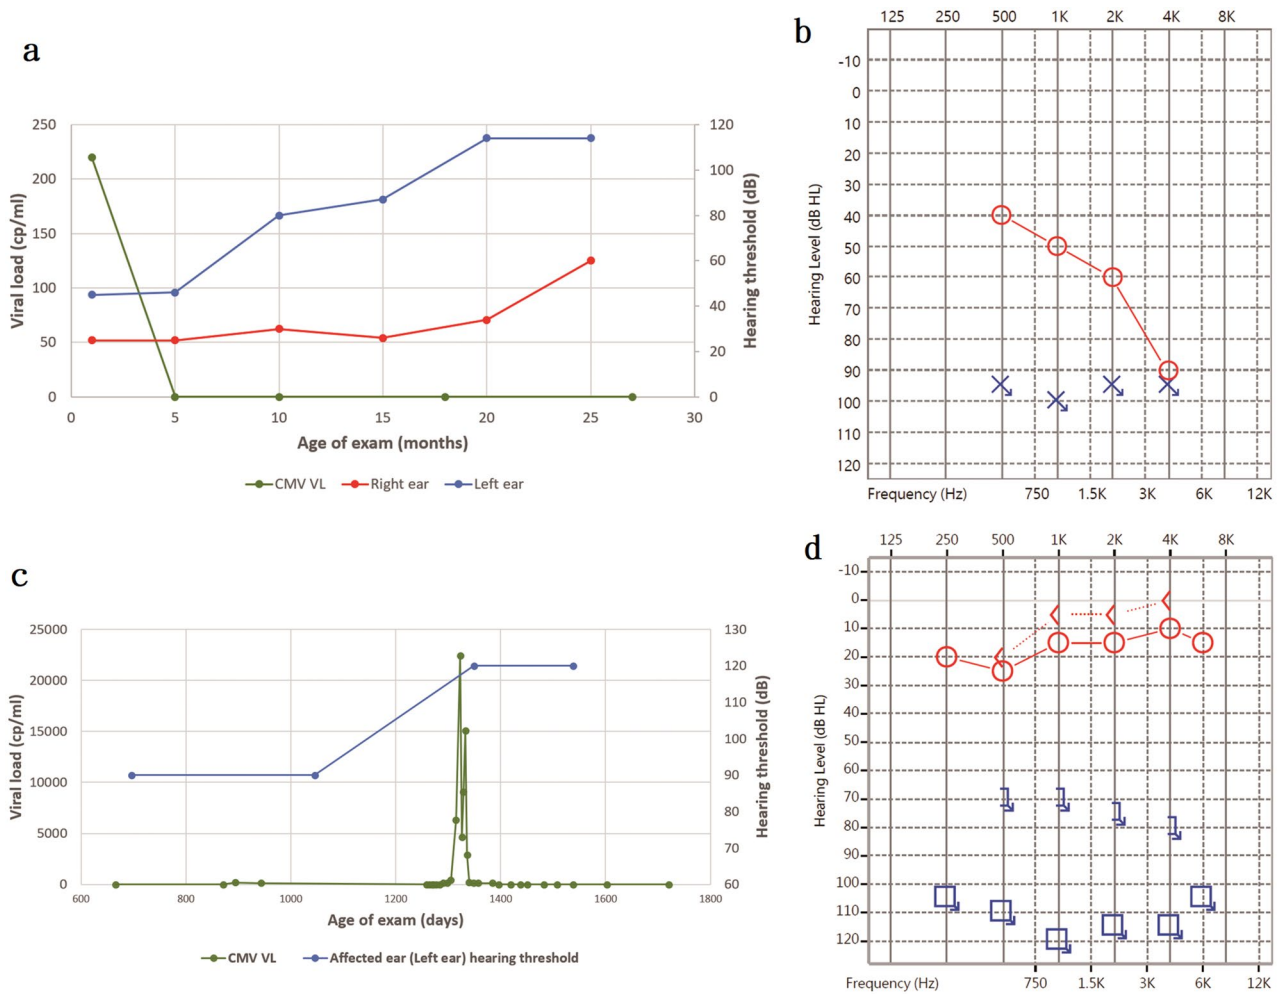 a
250
200
150
100
50
0
120
100
80
60
40
20
0
0 5 10 15 20 25 30
Viral load (cp/ml)
Hearing threshold (dB)
Age of exam (months)
CMV VL Right ear Left ear
b
125 250 500 1K 2K 4K 8K
-10
0
10
20
30
40
50
60
70
80
90
100
110
120
Hearing Level (dB HL)
Frequency (Hz) 750 1.5K 3K 6K 12K
c
25000
20000
15000
10000
5000
0
130
120
110
100
90
80
70
60
600 800 1000 1200 1400 1600 1800
Viral load (cp/ml)
Hearing threshold (dB)
Age of exam (days)
CMV VL Affected ear (Left ear) hearing threshold
d
125 250 500 1K 2K 4K 8K
-10
0
10
20
30
40
50
60
70
80
90
100
110
120
Hearing Level (dB HL)
Frequency (Hz) 750 1.5K 3K 6K 12K